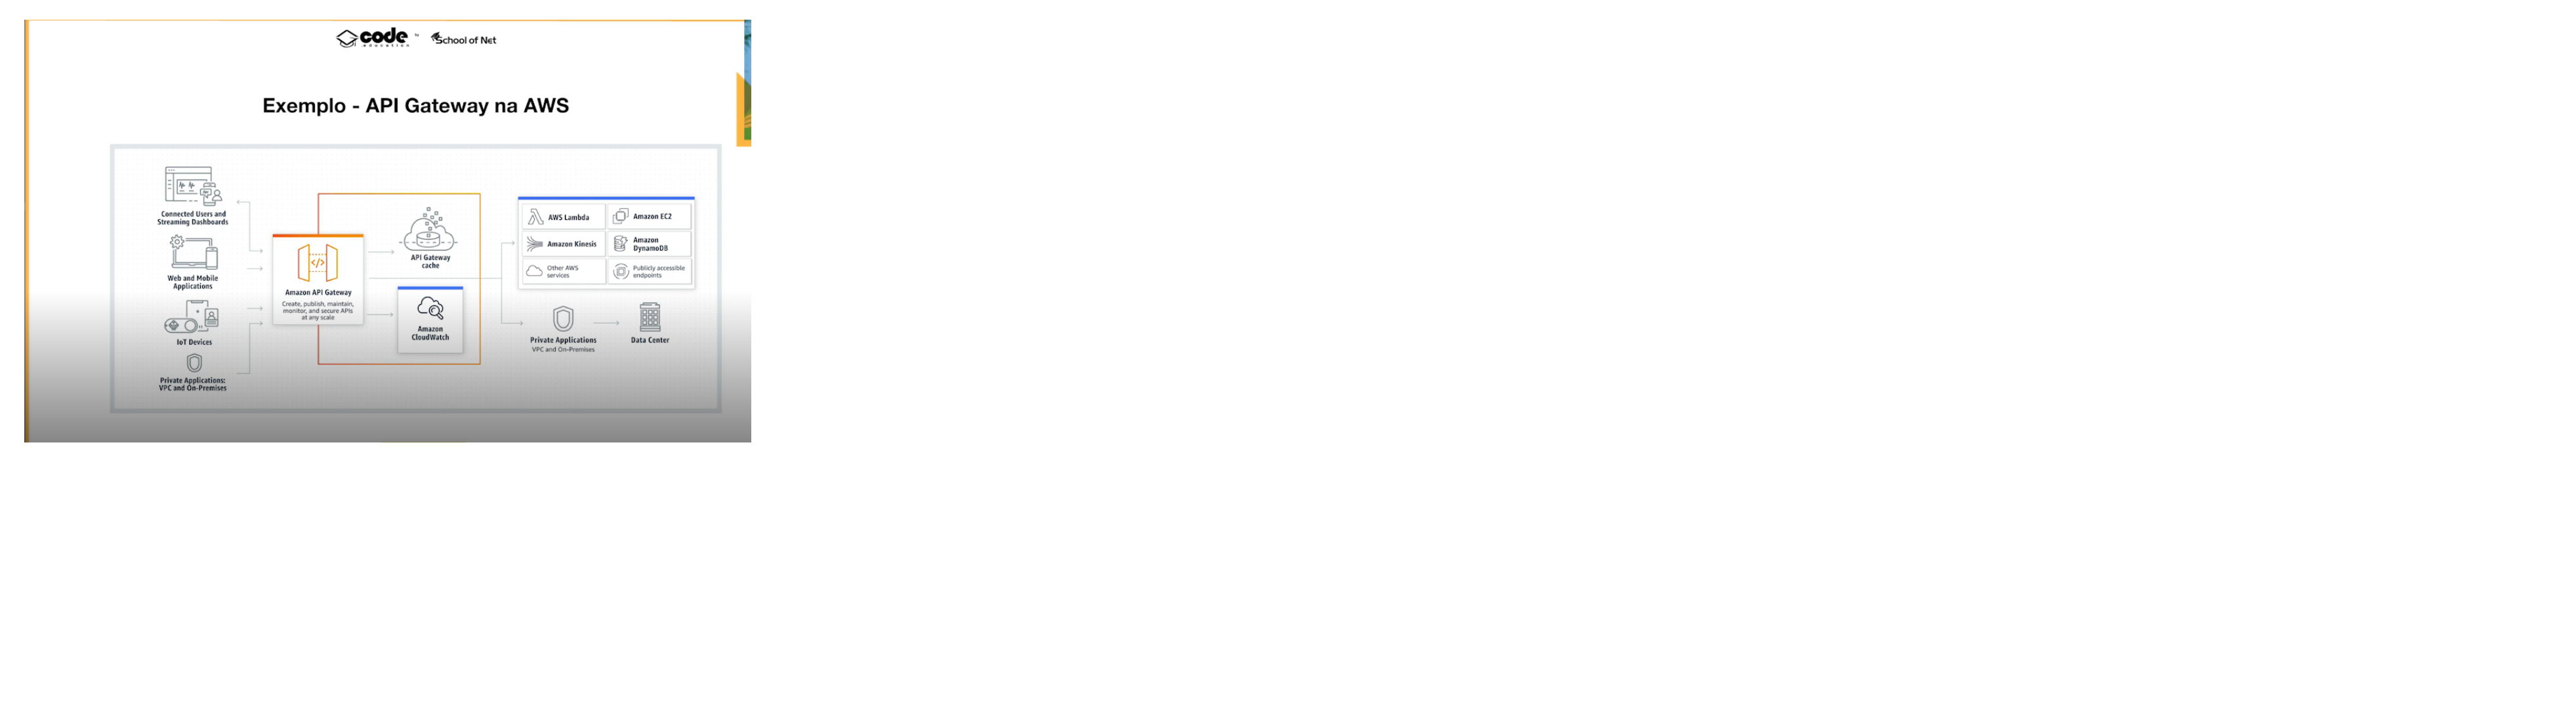 code
education
School of Net
Exemplo - API Gateway na AWS
Connected Users and
Streaming Dashboards
Web and Mobile
Applications
IoT Devices
Private Applications:
VPC and On-Premises
Amazon API Gateway
Create, publish, maintain,
monitor, and secure APIs
at any scale
API Gateway
cache
Amazon
CloudWatch
AWS Lambda
Amazon EC2
Amazon Kinesis
Amazon
DynamoDB
Other AWS
services
Publicly accessible
endpoints
Private Applications
VPC and On-Premises
Data Center